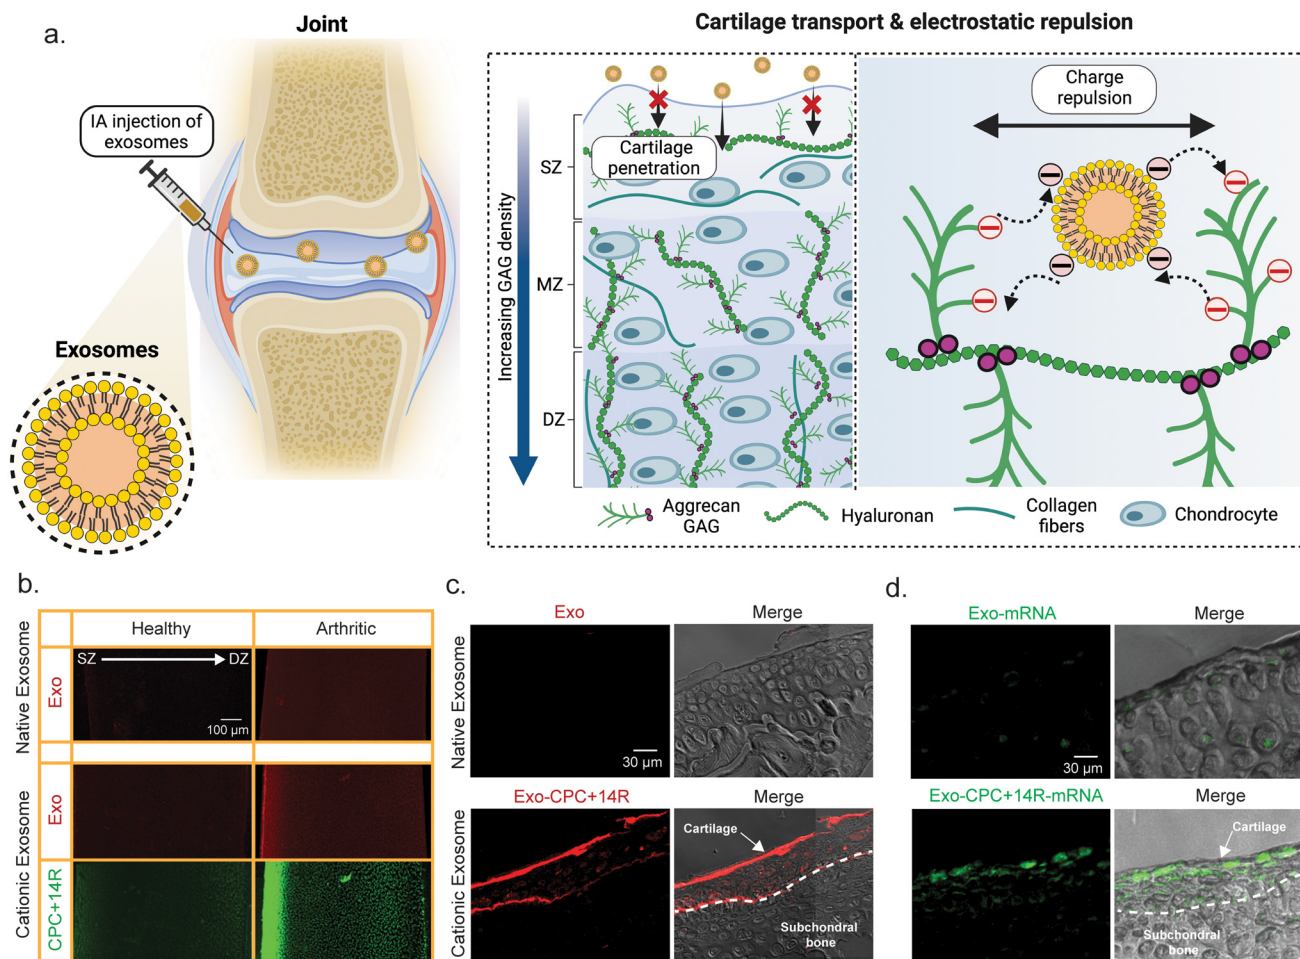 a.
Joint
IA injection of
exosomes
Exosomes
Cartilage transport & electrostatic repulsion
Increasing GAG density
SZ
MZ
DZ
Cartilage
penetration
Charge
repulsion
Aggrecan
GAG
Hyaluronan
Collagen
fibers
Chondrocyte
b.
Healthy
Arthritic
Native Exosome
Exo
SZ
DZ
100 µm
Cationic Exosome
Exo
CPC+14R
c.
Exo
Merge
Native Exosome
30 µm
Exo-CPC+14R
Merge
Cationic Exosome
Cartilage
Subchondral
bone
d.
Exo-mRNA
Merge
30 µm
Exo-CPC+14R-mRNA
Merge
Cartilage
Subchondral
bone